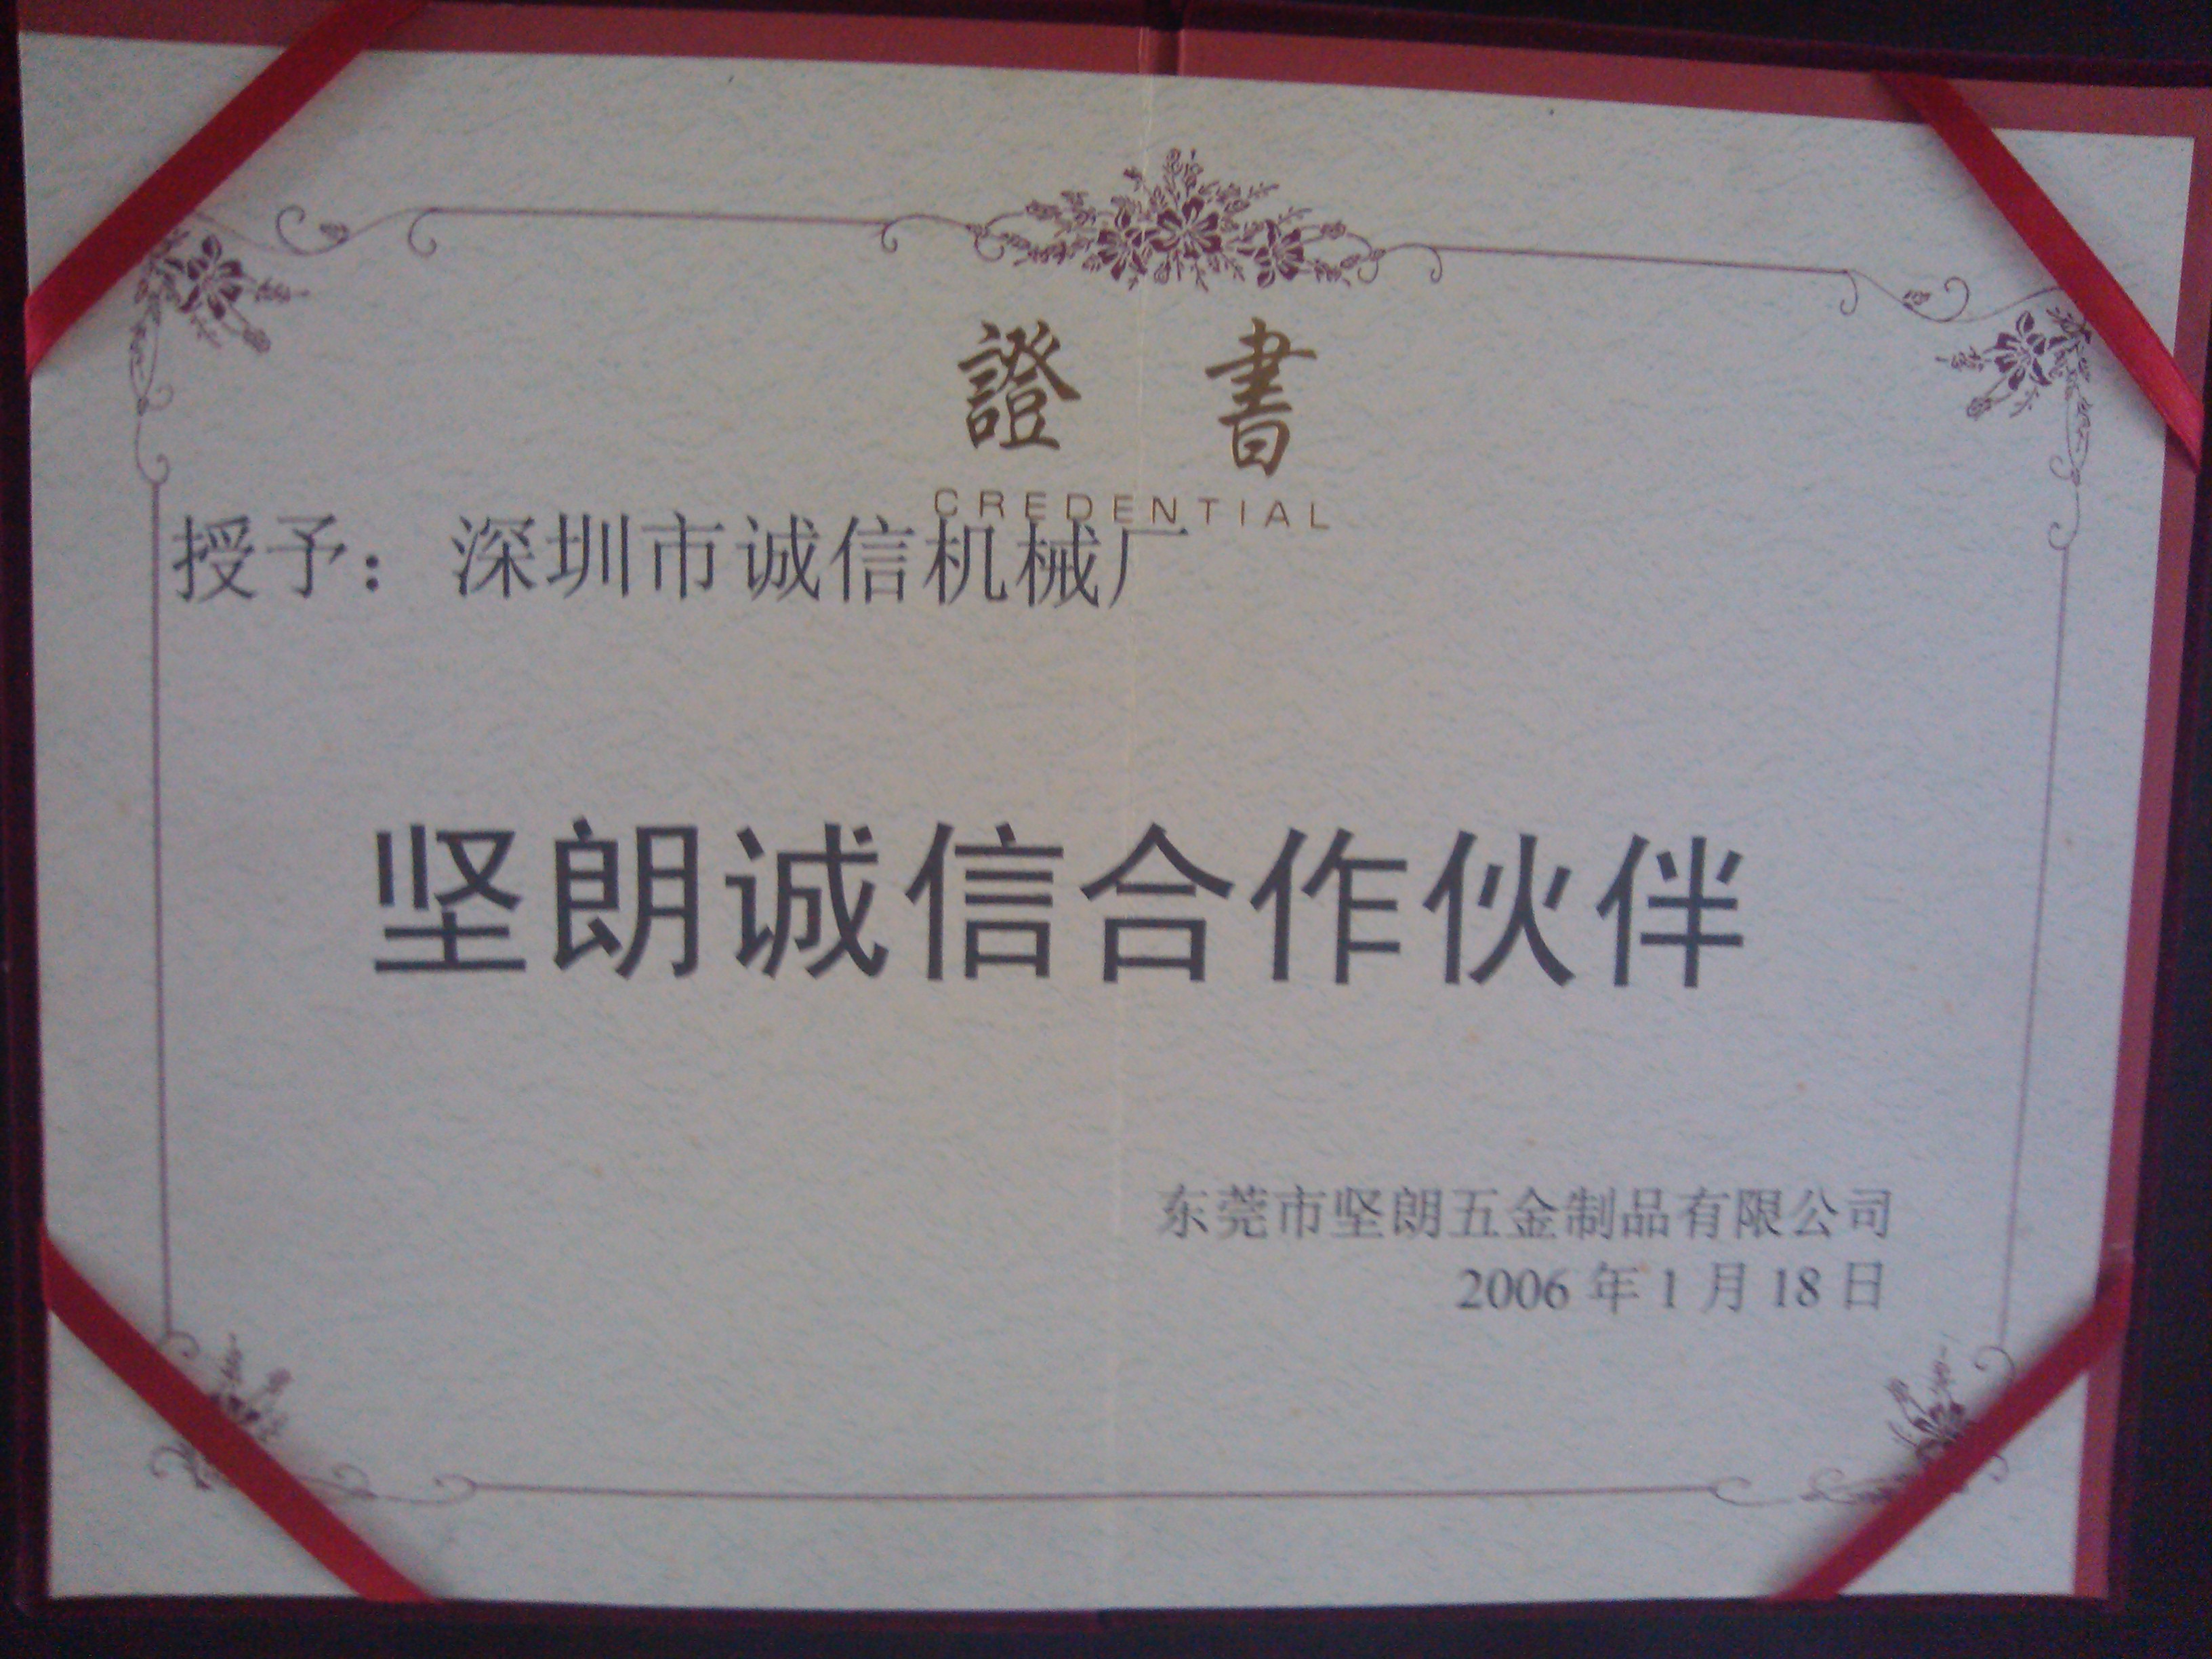 證書
CREDENTIAL
授予：深圳市诚信机械厂
坚朗诚信合作伙伴
东莞市坚朗五金制品有限公司
2006年1月18日